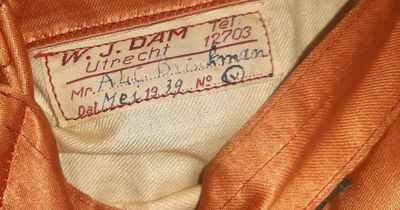 W. J. DAM Tel:
Utrecht 12703
Mr.
Dat. Mei 1939 No V